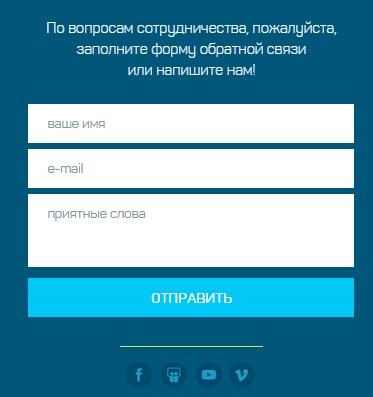 По вопросам сотрудничества, пожалуйста,
заполните форму обратной связи
или напишите нам!
ваше имя
e-mail
приятные слова
ОТПРАВИТЬ